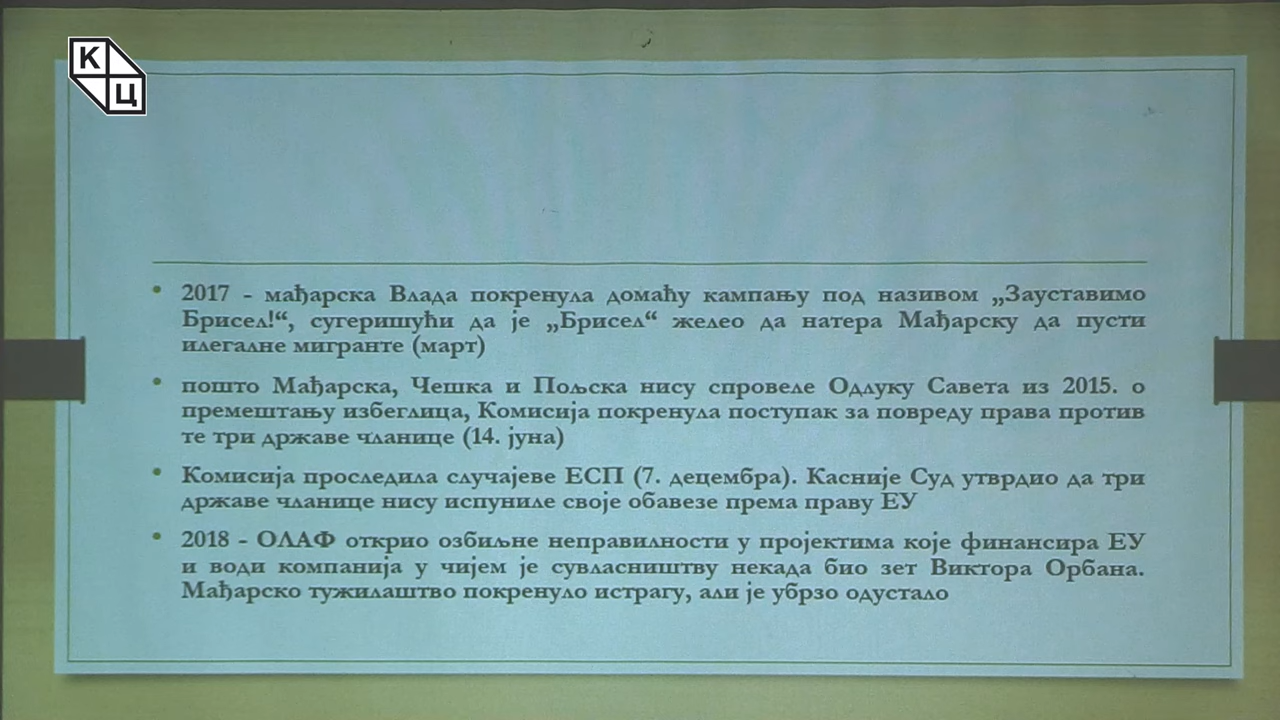 К
Ц
2017 - мађарска Влада покренула домаћу кампању под називом „Зауставимо
Брисел!“, сугеришући да је „Брисел“ желео да натера Мађарску да пусти
илегалне мигранте (март)
пошто Мађарска, Чешка и Пољска нису спровеле Одлуку Савета из 2015. о
премештању избеглица, Комисија покренула поступак за повреду права против
те три државе чланице (14. јуна)
Комисија проследила случајеве ЕСП (7. децембра). Касније Суд утврдио да три
државе чланице нису испуниле своје обавезе према праву ЕУ
2018 - ОЛАФ открио озбиљне неправилности у пројектима које финансира ЕУ
и води компанија у чијем је сувласништву некада био зет Виктора Орбана.
Мађарско тужилаштво покренуло истрагу, али је убрзо одустало